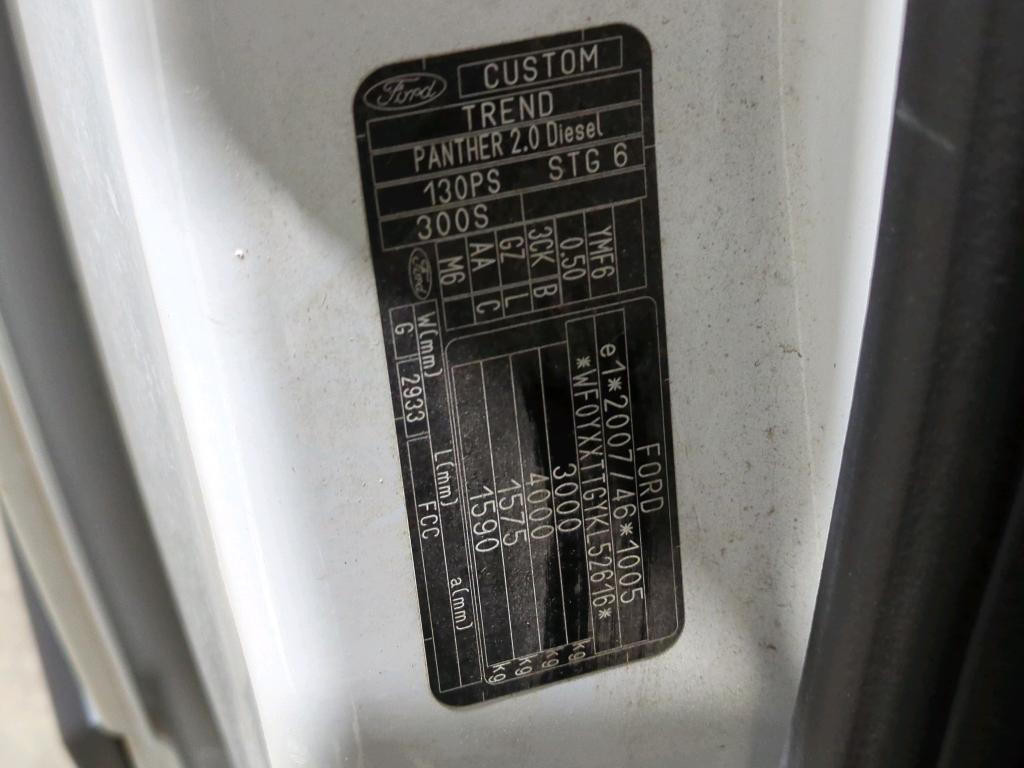 Ford CUSTOM
TREND
PANTHER 2.0 Diesel
130PS STG 6
300S
YMF6
0.50
3CK B
GZ L
AA C
M6
FORD
e1*2007/46*1005
*WF0YXXTTGYKL52616*
3000 kg
4000 kg
1575 kg
1590 kg
Ford W(mm) L(mm) a(mm)
G 2933 FCC